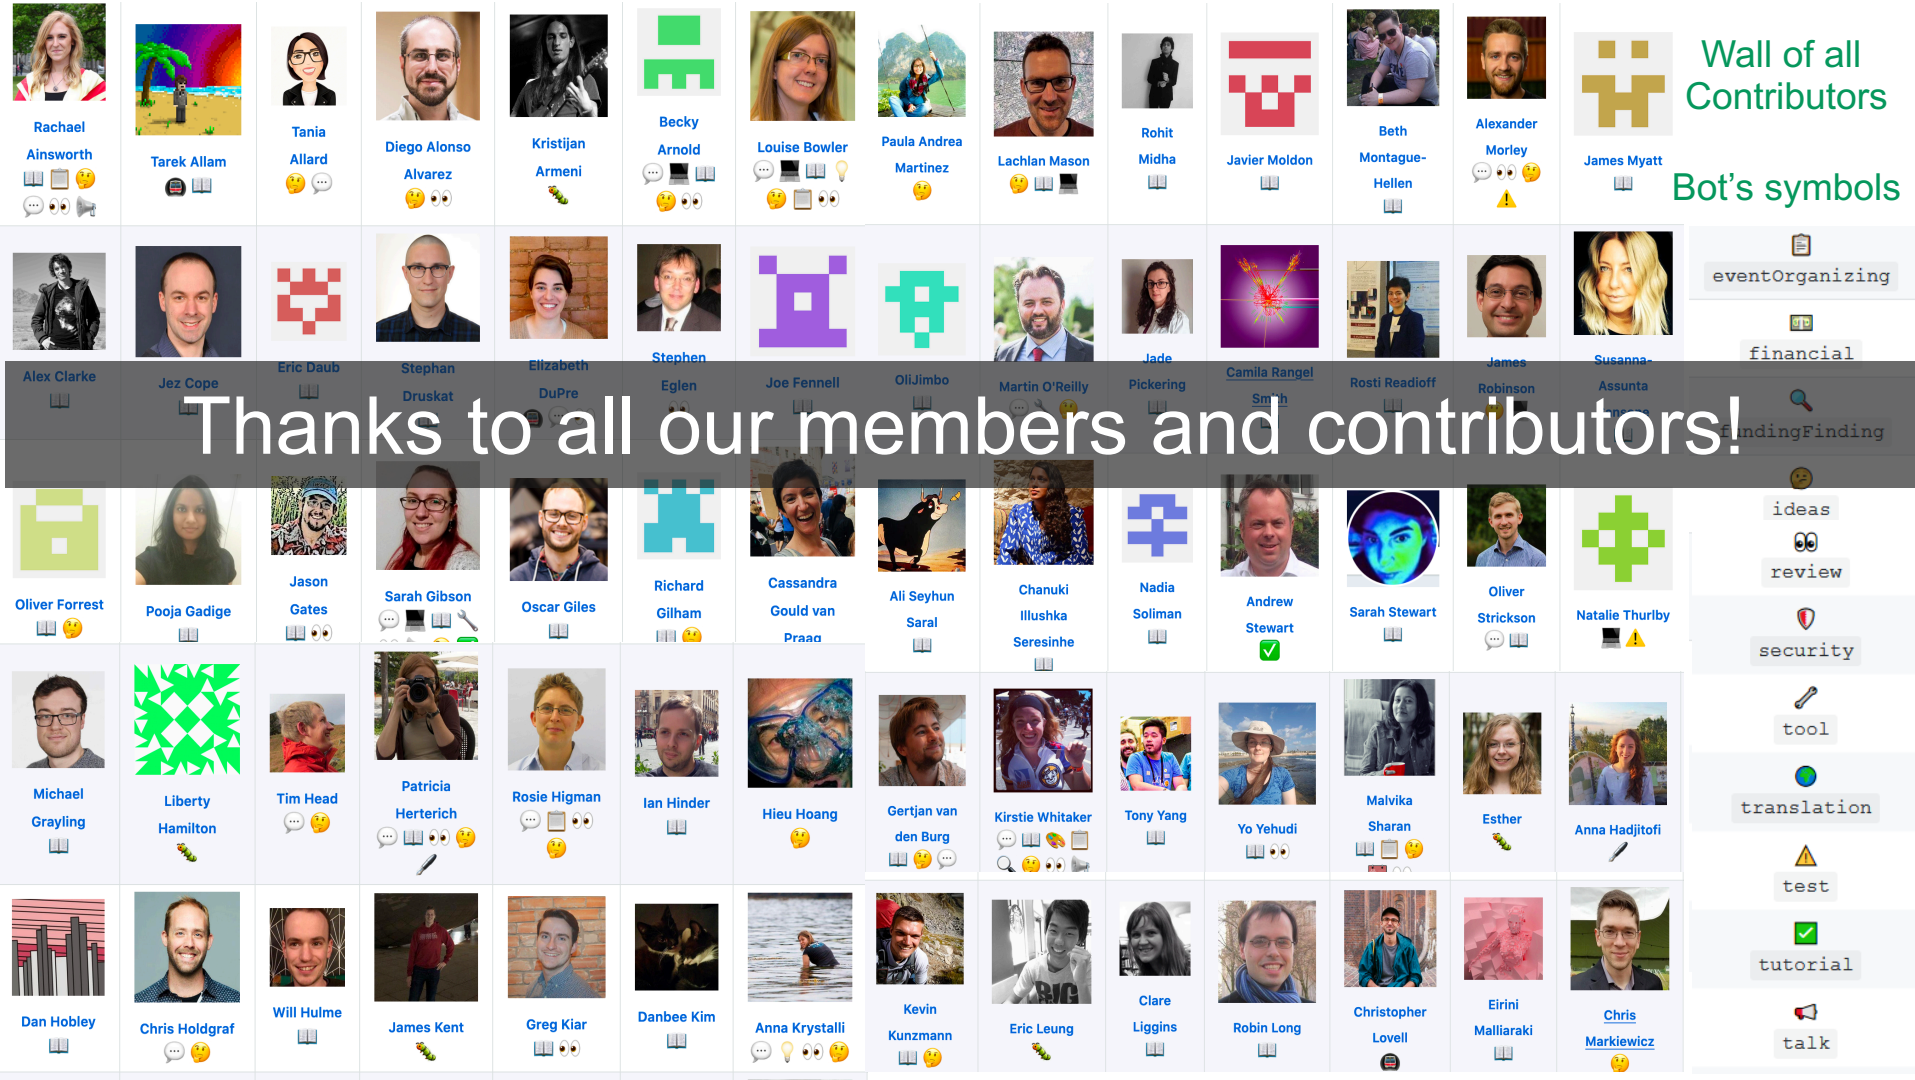 Rachael
Ainsworth
Tarek Allam
Tania
Allard
Diego Alonso
Alvarez
Kristijan
Armeni
Becky
Arnold
Louise Bowler
Paula Andrea
Martinez
Lachlan Mason
Rohit
Midha
Javier Moldon
Beth
Montague-
Hellen
Alexander
Morley
James Myatt
Wall of all
Contributors
Bot's symbols
Alex Clarke
Jez Cope
Eric Daub
Stephan
Druskat
Elizabeth
DuPre
Stephen
Eglen
Joe Fennell
OliJimbo
Martin O'Reilly
Jade
Pickering
Camila Rangel
Smith
Rosti Readioff
James
Robinson
Susanna-
Assunta
eventOrganizing
financial
fundingFinding
Thanks to all our members and contributors!
Oliver Forrest
Pooja Gadige
Jason
Gates
Sarah Gibson
Oscar Giles
Richard
Gilham
Cassandra
Gould van
Praag
Ali Seyhun
Saral
Chanuki
Illushka
Seresinhe
Nadia
Soliman
Andrew
Stewart
Sarah Stewart
Oliver
Strickson
Natalie Thurlby
ideas
review
security
Michael
Grayling
Liberty
Hamilton
Tim Head
Patricia
Herterich
Rosie Higman
Ian Hinder
Hieu Hoang
Gertjan van
den Burg
Kirstie Whitaker
Tony Yang
Yo Yehudi
Malvika
Sharan
Esther
Anna Hadjitofi
tool
translation
test
Dan Hobley
Chris Holdgraf
Will Hulme
James Kent
Greg Kiar
Danbee Kim
Anna Krystalli
Kevin
Kunzmann
Eric Leung
BIG
Clare
Liggins
Robin Long
Christopher
Lovell
Eirini
Malliaraki
Chris
Markiewicz
tutorial
talk